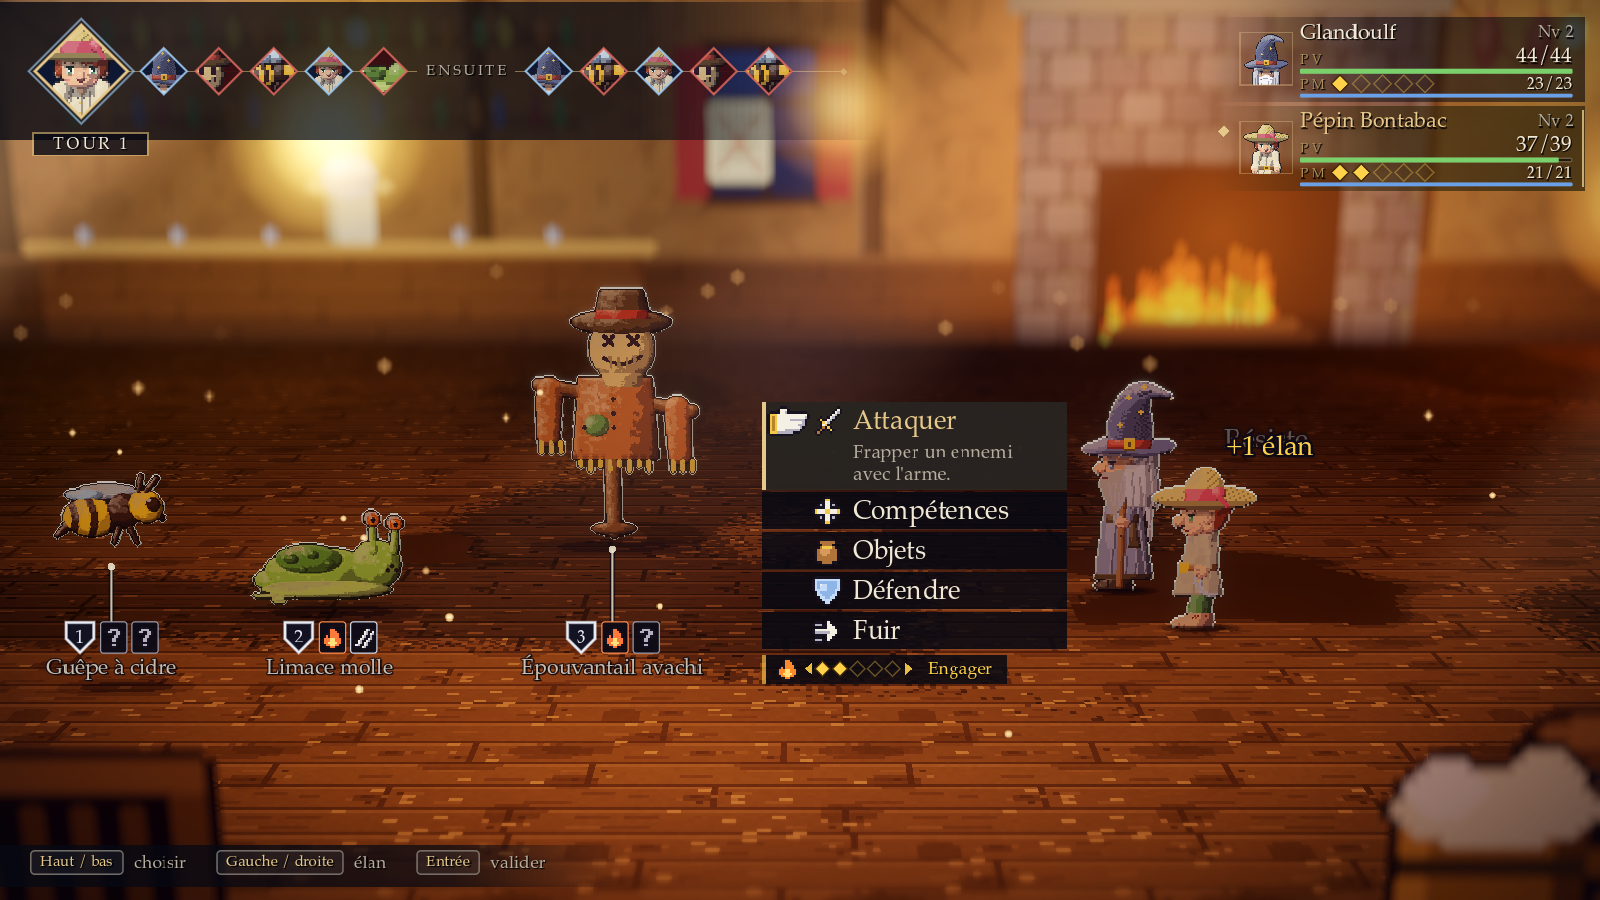 ENSUITE
TOUR 1
Glandoulf
Nv 2
PV
44/44
PM
23/23
Pépin Bontabac
Nv 2
PV
37/39
PM
21/21
Attaquer
Frapper un ennemi
avec l'arme.
Compétences
Objets
Défendre
Fuir
Engager
+1 élan
1 ? ?
Guêpe à cidre
2
Limace molle
3 ?
Épouvantail avachi
Haut / bas choisir Gauche / droite élan Entrée valider